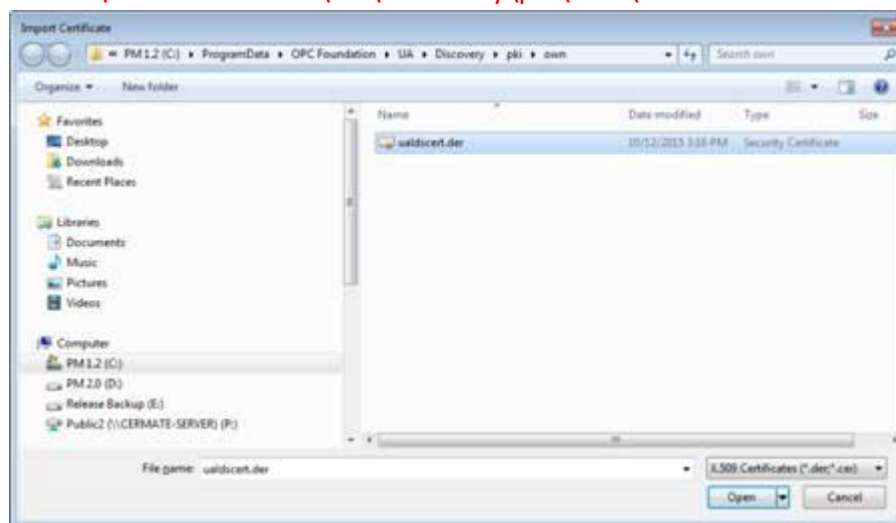 Import Certificate
PM 1.2 (C:) ▸ ProgramData ▸ OPC Foundation ▸ UA ▸ Discovery ▸ pki ▸ own
Search own
Organize
New folder
Name
Date modified
Type
Size
ualdscert.der
10/12/2015 3:38 PM
Security Certificate
Favorites
Desktop
Downloads
Recent Places
Libraries
Documents
Music
Pictures
Videos
Computer
PM 1.2 (C:)
PM 2.0 (D:)
Release Backup (E:)
Public2 (\\CERMATE-SERVER) (P:)
File name: ualdscert.der
X.509 Certificates (*.der;*.cer)
Open
Cancel